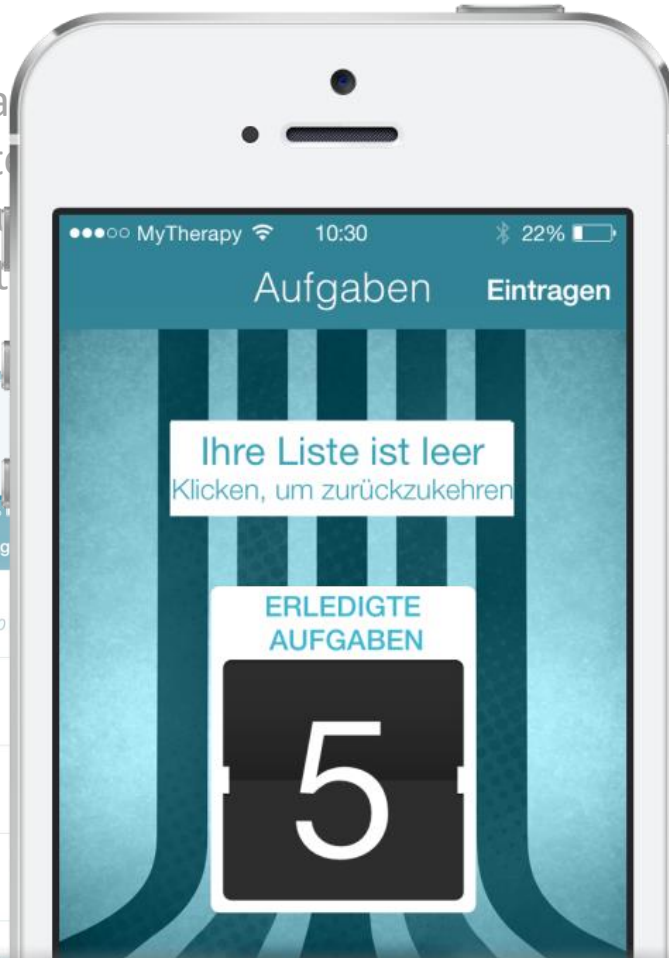 MyTherapy 10:30 22%
Aufgaben Eintragen
Ihre Liste ist leer
Klicken, um zurückzukehren
ERLEDIGTE
AUFGABEN
5